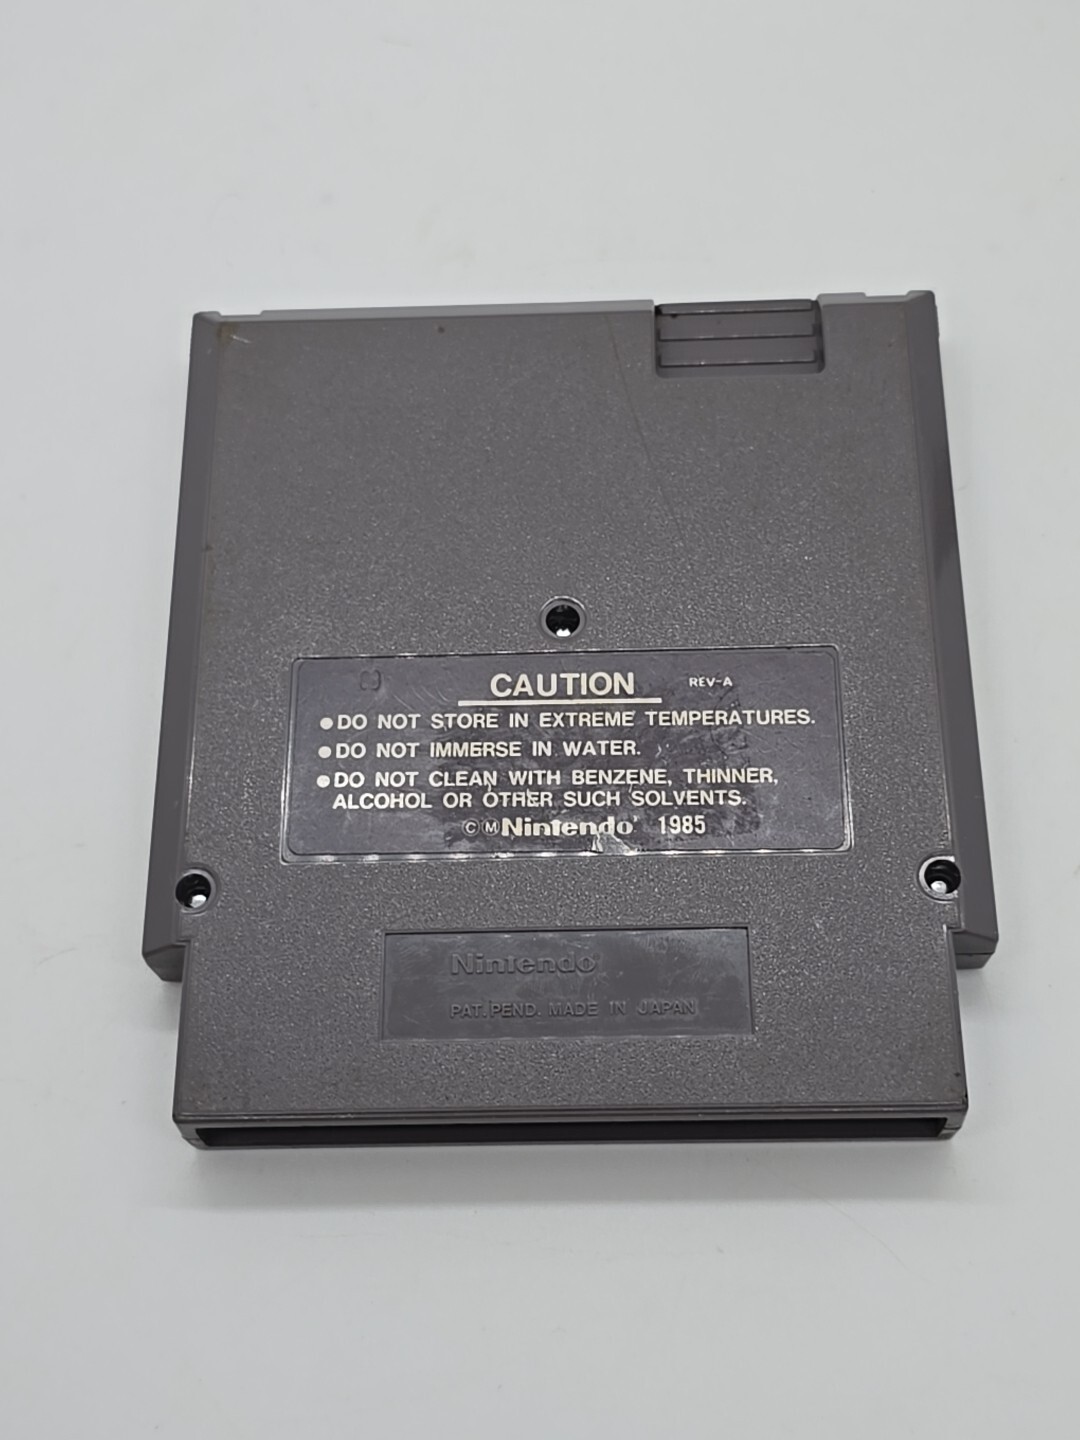 CAUTION REV-A
●DO NOT STORE IN EXTREME TEMPERATURES.
●DO NOT IMMERSE IN WATER.
●DO NOT CLEAN WITH BENZENE, THINNER,
ALCOHOL OR OTHER SUCH SOLVENTS.
ⒸⓂNintendo® 1985
Nintendo®
PAT. PEND. MADE IN JAPAN